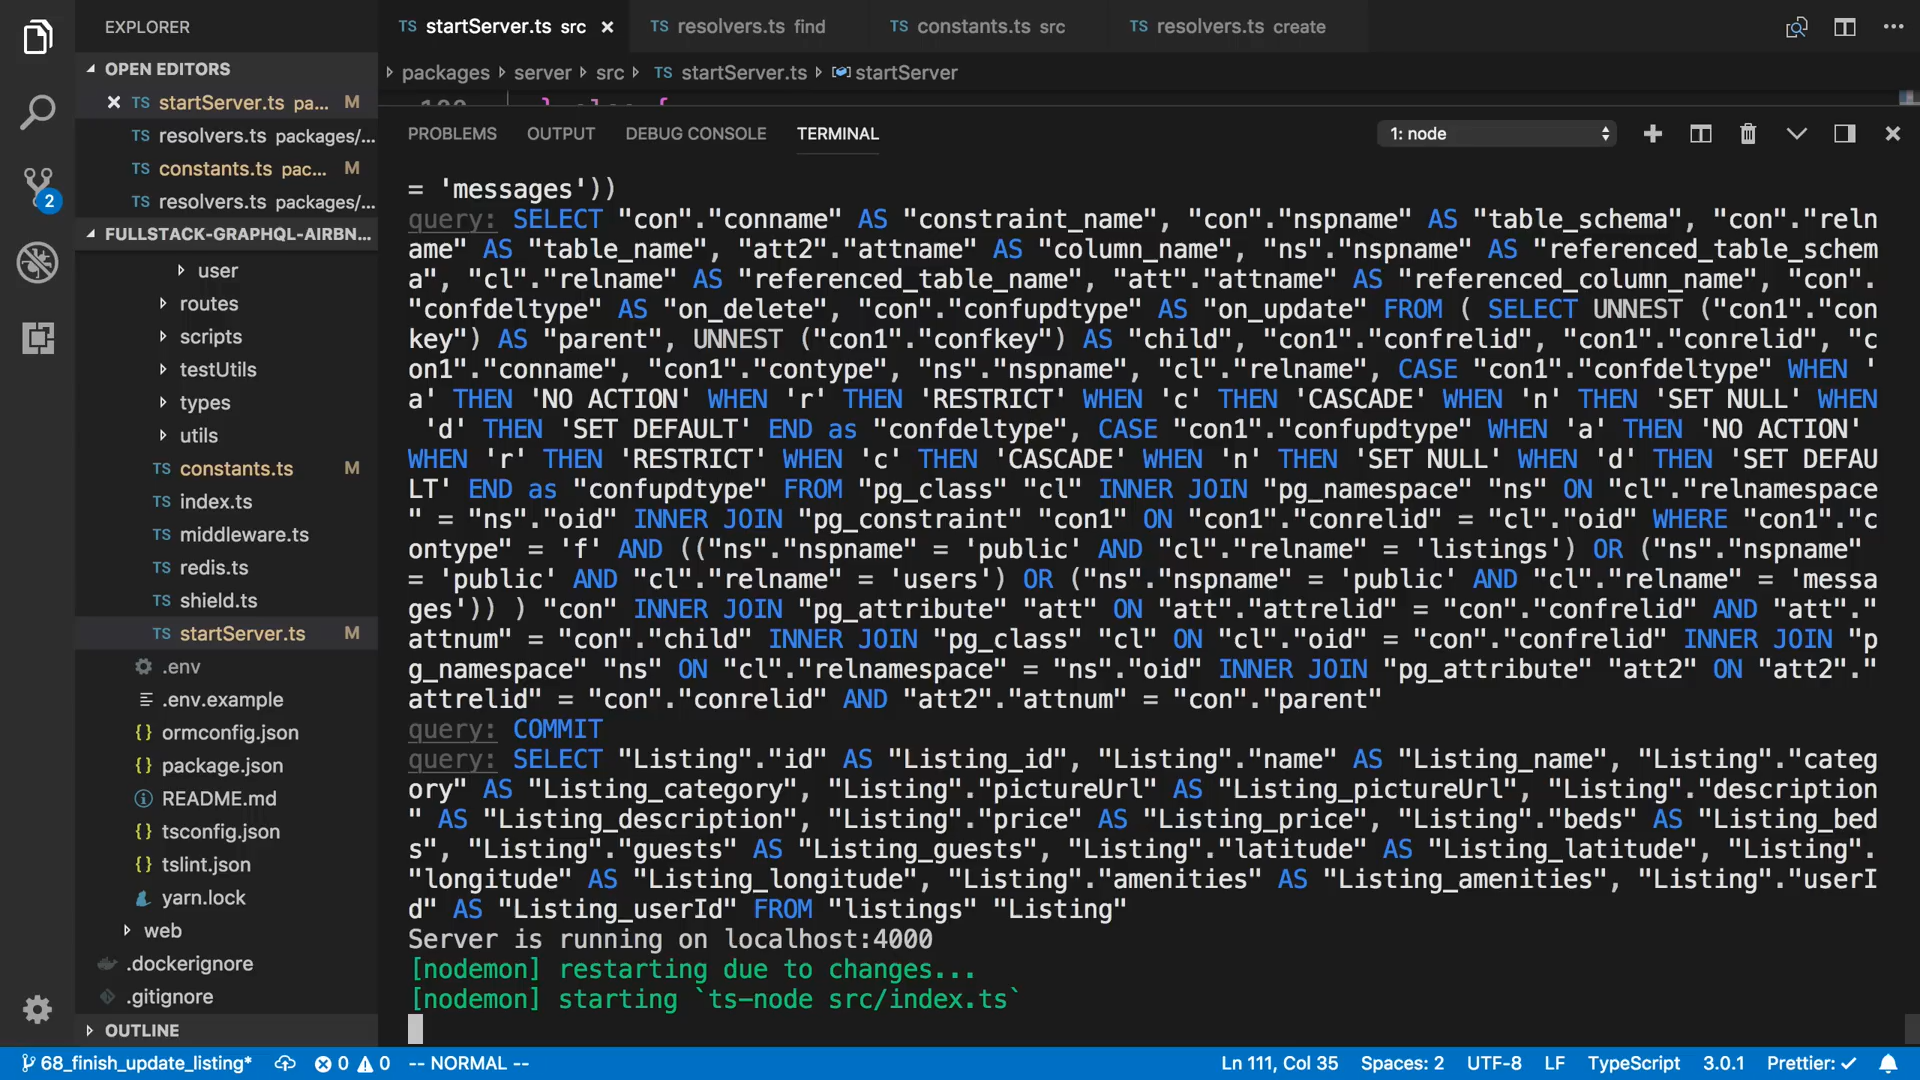 EXPLORER
OPEN EDITORS
TS startServer.ts pa... M
TS resolvers.ts packages/...
TS constants.ts pac... M
TS resolvers.ts packages/...
FULLSTACK-GRAPHQL-AIRBN...
user
routes
scripts
testUtils
types
utils
TS constants.ts M
TS index.ts
TS middleware.ts
TS redis.ts
TS shield.ts
TS startServer.ts M
.env
.env.example
{} ormconfig.json
{} package.json
README.md
{} tsconfig.json
{} tslint.json
yarn.lock
web
.dockerignore
.gitignore
OUTLINE
2
TS startServer.ts src
TS resolvers.ts find
TS constants.ts src
TS resolvers.ts create
packages server src TS startServer.ts startServer
PROBLEMS OUTPUT DEBUG CONSOLE TERMINAL
1: node
= 'messages'))
query: SELECT "con"."conname" AS "constraint_name", "con"."nspname" AS "table_schema", "con"."reln
ame" AS "table_name", "att2"."attname" AS "column_name", "ns"."nspname" AS "referenced_table_schem
a", "cl"."relname" AS "referenced_table_name", "att"."attname" AS "referenced_column_name", "con".
"confdeltype" AS "on_delete", "con"."confupdtype" AS "on_update" FROM ( SELECT UNNEST ("con1"."con
key") AS "parent", UNNEST ("con1"."confkey") AS "child", "con1"."confrelid", "con1"."conrelid", "c
on1"."conname", "con1"."contype", "ns"."nspname", "cl"."relname", CASE "con1"."confdeltype" WHEN '
a' THEN 'NO ACTION' WHEN 'r' THEN 'RESTRICT' WHEN 'c' THEN 'CASCADE' WHEN 'n' THEN 'SET NULL' WHEN
'd' THEN 'SET DEFAULT' END as "confdeltype", CASE "con1"."confupdtype" WHEN 'a' THEN 'NO ACTION'
WHEN 'r' THEN 'RESTRICT' WHEN 'c' THEN 'CASCADE' WHEN 'n' THEN 'SET NULL' WHEN 'd' THEN 'SET DEFAU
LT' END as "confupdtype" FROM "pg_class" "cl" INNER JOIN "pg_namespace" "ns" ON "cl"."relnamespace
" = "ns"."oid" INNER JOIN "pg_constraint" "con1" ON "con1"."conrelid" = "cl"."oid" WHERE "con1"."c
ontype" = 'f' AND (("ns"."nspname" = 'public' AND "cl"."relname" = 'listings') OR ("ns"."nspname"
= 'public' AND "cl"."relname" = 'users') OR ("ns"."nspname" = 'public' AND "cl"."relname" = 'messa
ges')) ) "con" INNER JOIN "pg_attribute" "att" ON "att"."attrelid" = "con"."confrelid" AND "att"."
attnum" = "con"."child" INNER JOIN "pg_class" "cl" ON "cl"."oid" = "con"."confrelid" INNER JOIN "p
g_namespace" "ns" ON "cl"."relnamespace" = "ns"."oid" INNER JOIN "pg_attribute" "att2" ON "att2"."
attrelid" = "con"."conrelid" AND "att2"."attnum" = "con"."parent"
query: COMMIT
query: SELECT "Listing"."id" AS "Listing_id", "Listing"."name" AS "Listing_name", "Listing"."categ
ory" AS "Listing_category", "Listing"."pictureUrl" AS "Listing_pictureUrl", "Listing"."description
" AS "Listing_description", "Listing"."price" AS "Listing_price", "Listing"."beds" AS "Listing_bed
s", "Listing"."guests" AS "Listing_guests", "Listing"."latitude" AS "Listing_latitude", "Listing".
"longitude" AS "Listing_longitude", "Listing"."amenities" AS "Listing_amenities", "Listing"."userI
d" AS "Listing_userId" FROM "listings" "Listing"
Server is running on localhost:4000
[nodemon] restarting due to changes...
[nodemon] starting `ts-node src/index.ts`
68_finish_update_listing* 0 0 -- NORMAL -- Ln 111, Col 35 Spaces: 2 UTF-8 LF TypeScript 3.0.1 Prettier: ✓